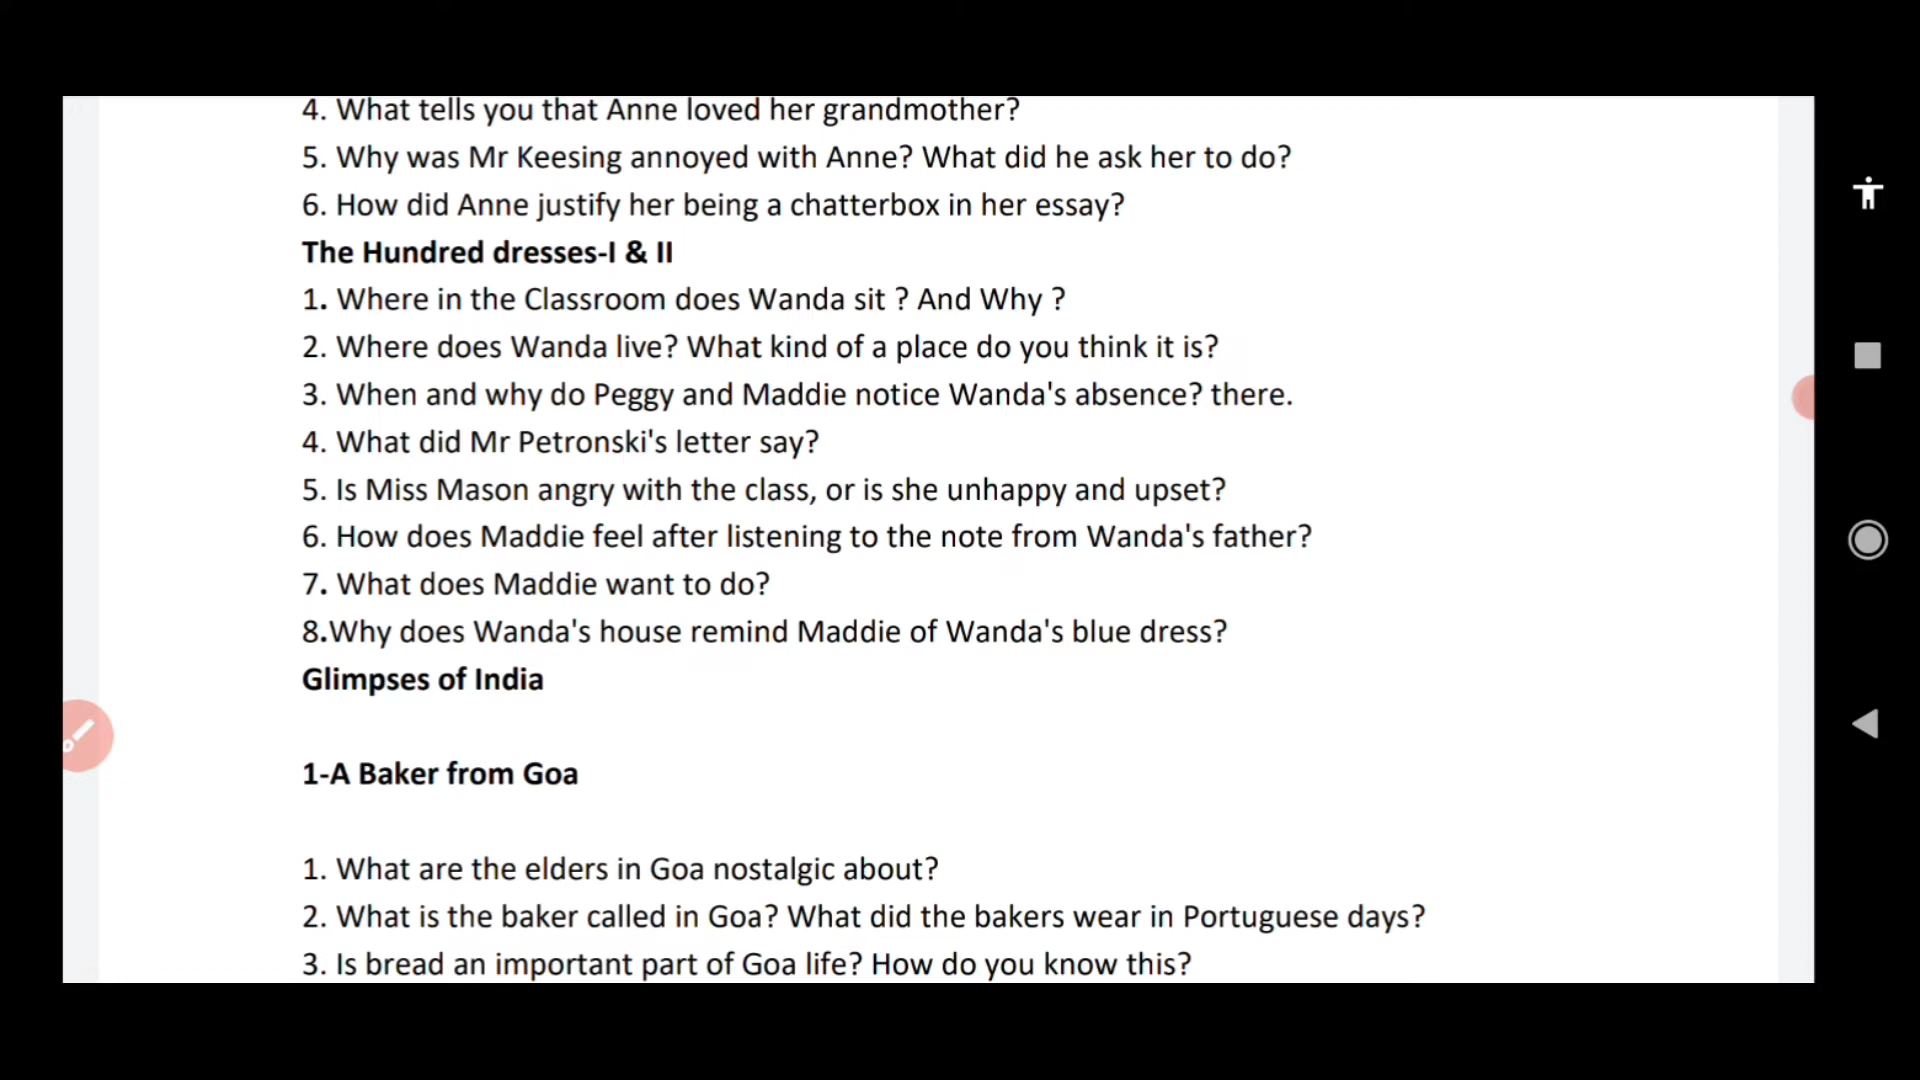 4. What tells you that Anne loved her grandmother?
5. Why was Mr Keesing annoyed with Anne? What did he ask her to do?
6. How did Anne justify her being a chatterbox in her essay?
The Hundred dresses-I & II
1. Where in the Classroom does Wanda sit ? And Why ?
2. Where does Wanda live? What kind of a place do you think it is?
3. When and why do Peggy and Maddie notice Wanda's absence? there.
4. What did Mr Petronski's letter say?
5. Is Miss Mason angry with the class, or is she unhappy and upset?
6. How does Maddie feel after listening to the note from Wanda's father?
7. What does Maddie want to do?
8.Why does Wanda's house remind Maddie of Wanda's blue dress?
Glimpses of India
1-A Baker from Goa
1. What are the elders in Goa nostalgic about?
2. What is the baker called in Goa? What did the bakers wear in Portuguese days?
3. Is bread an important part of Goa life? How do you know this?